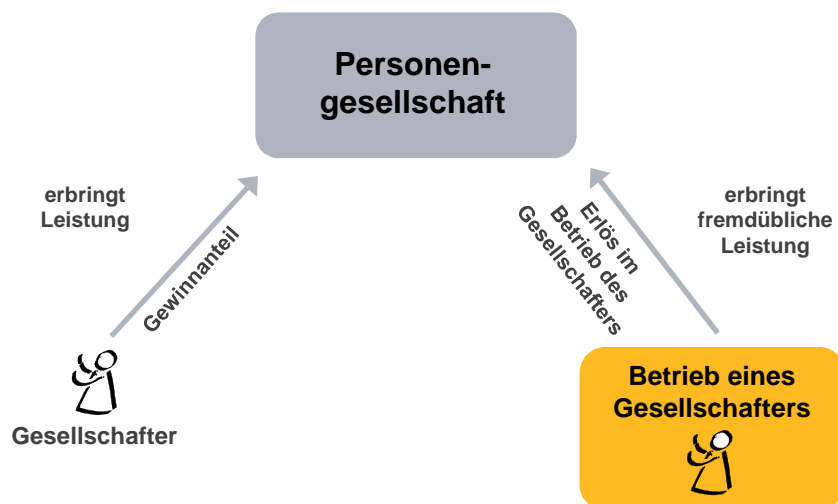 Personen-
gesellschaft
erbringt
Leistung
Gewinnanteil
Erlös im
Betrieb des
Gesellschafters
erbringt
fremdübliche
Leistung
Gesellschafter
Betrieb eines
Gesellschafters